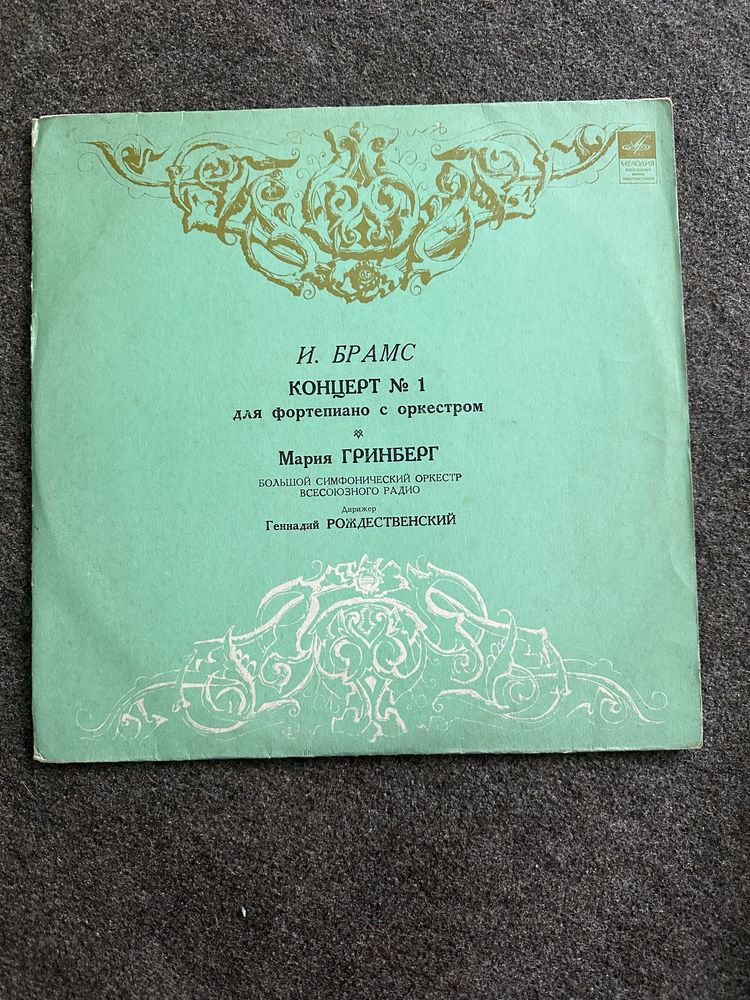 МЕЛОДИЯ
И. БРАМС
КОНЦЕРТ № 1
для фортепиано с оркестром
Мария ГРИНБЕРГ
БОЛЬШОЙ СИМФОНИЧЕСКИЙ ОРКЕСТР
ВСЕСОЮЗНОГО РАДИО
Дирижер
Геннадий РОЖДЕСТВЕНСКИЙ